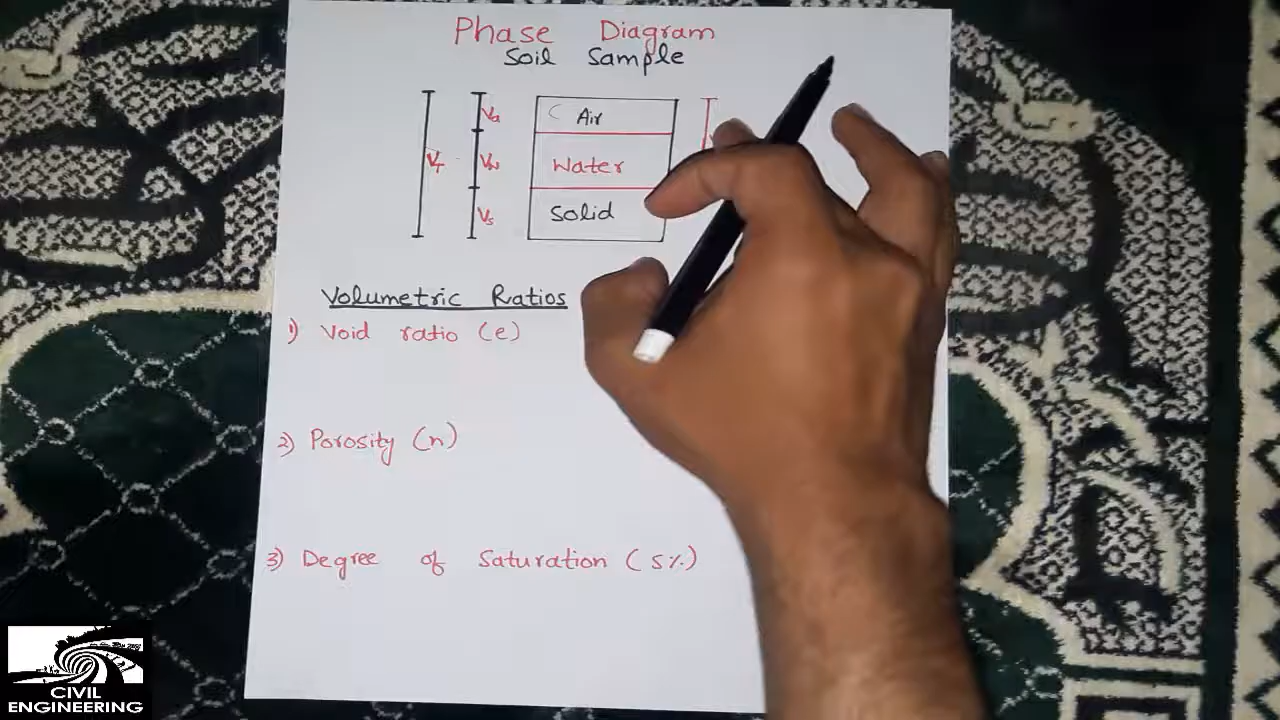 Phase Diagram
Soil Sample
Va
Air
VT
Vw
Water
Vs
Solid
Volumetric Ratios
1) Void ratio (e)
2) Porosity (n)
3) Degree of Saturation (S%)
CIVIL
ENGINEERING